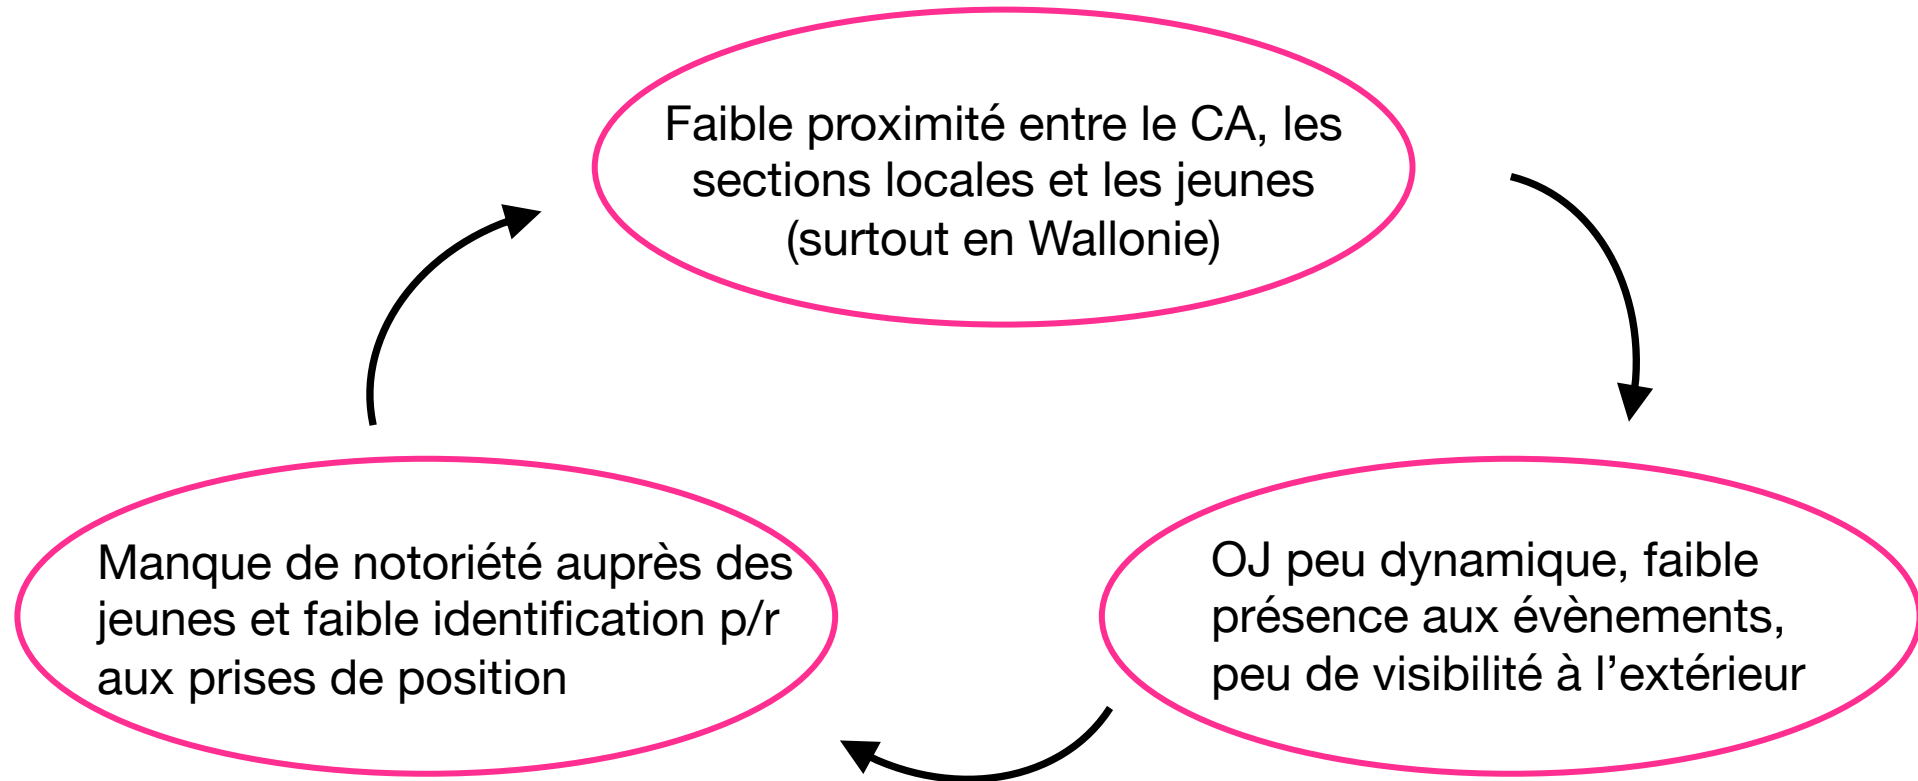 Faible proximité entre le CA, les
sections locales et les jeunes
(surtout en Wallonie)
Manque de notoriété auprès des
jeunes et faible identification p/r
aux prises de position
OJ peu dynamique, faible
présence aux évènements,
peu de visibilité à l’extérieur